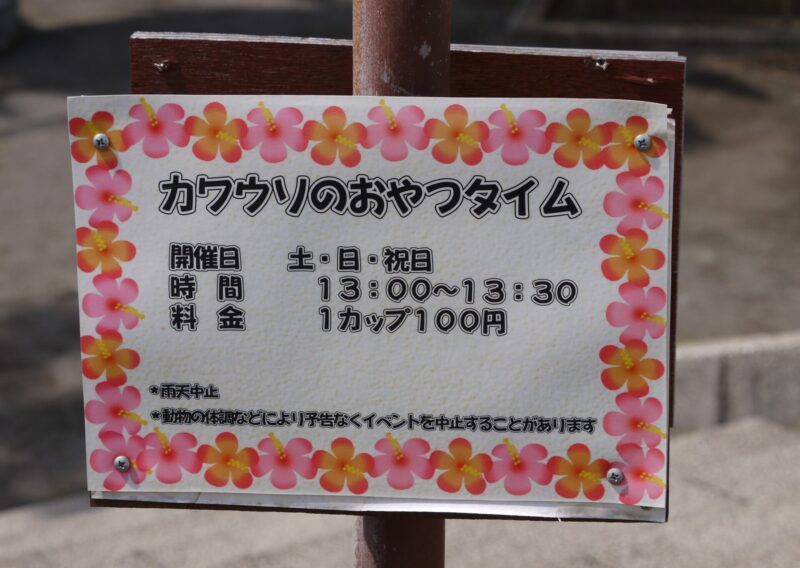 カワウソのおやつタイム
開催日　土・日・祝日
時　間　１３：００～１３：３０
料　金　１カップ１００円
*雨天中止
*動物の体調などにより予告なくイベントを中止することがあります